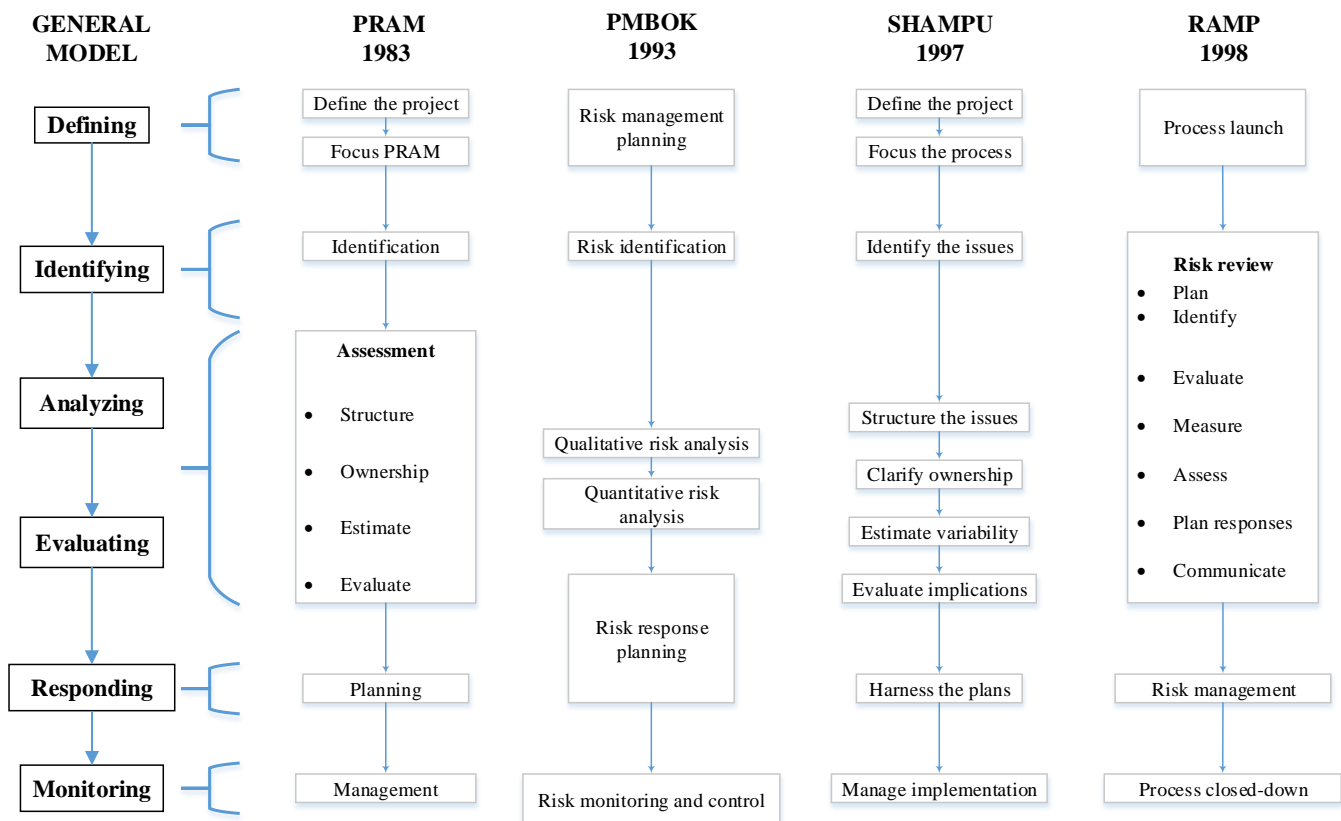 GENERAL
MODEL
Defining
Identifying
Analyzing
Evaluating
Responding
Monitoring
PRAM
1983
Define the project
Focus PRAM
Identification
Assessment
• Structure
• Ownership
• Estimate
• Evaluate
Planning
Management
PMBOK
1993
Risk management
planning
Risk identification
Qualitative risk analysis
Quantitative risk
analysis
Risk response
planning
Risk monitoring and control
SHAMPU
1997
Define the project
Focus the process
Identify the issues
Structure the issues
Clarify ownership
Estimate variability
Evaluate implications
Harness the plans
Manage implementation
RAMP
1998
Process launch
Risk review
• Plan
• Identify
• Evaluate
• Measure
• Assess
• Plan responses
• Communicate
Risk management
Process closed-down